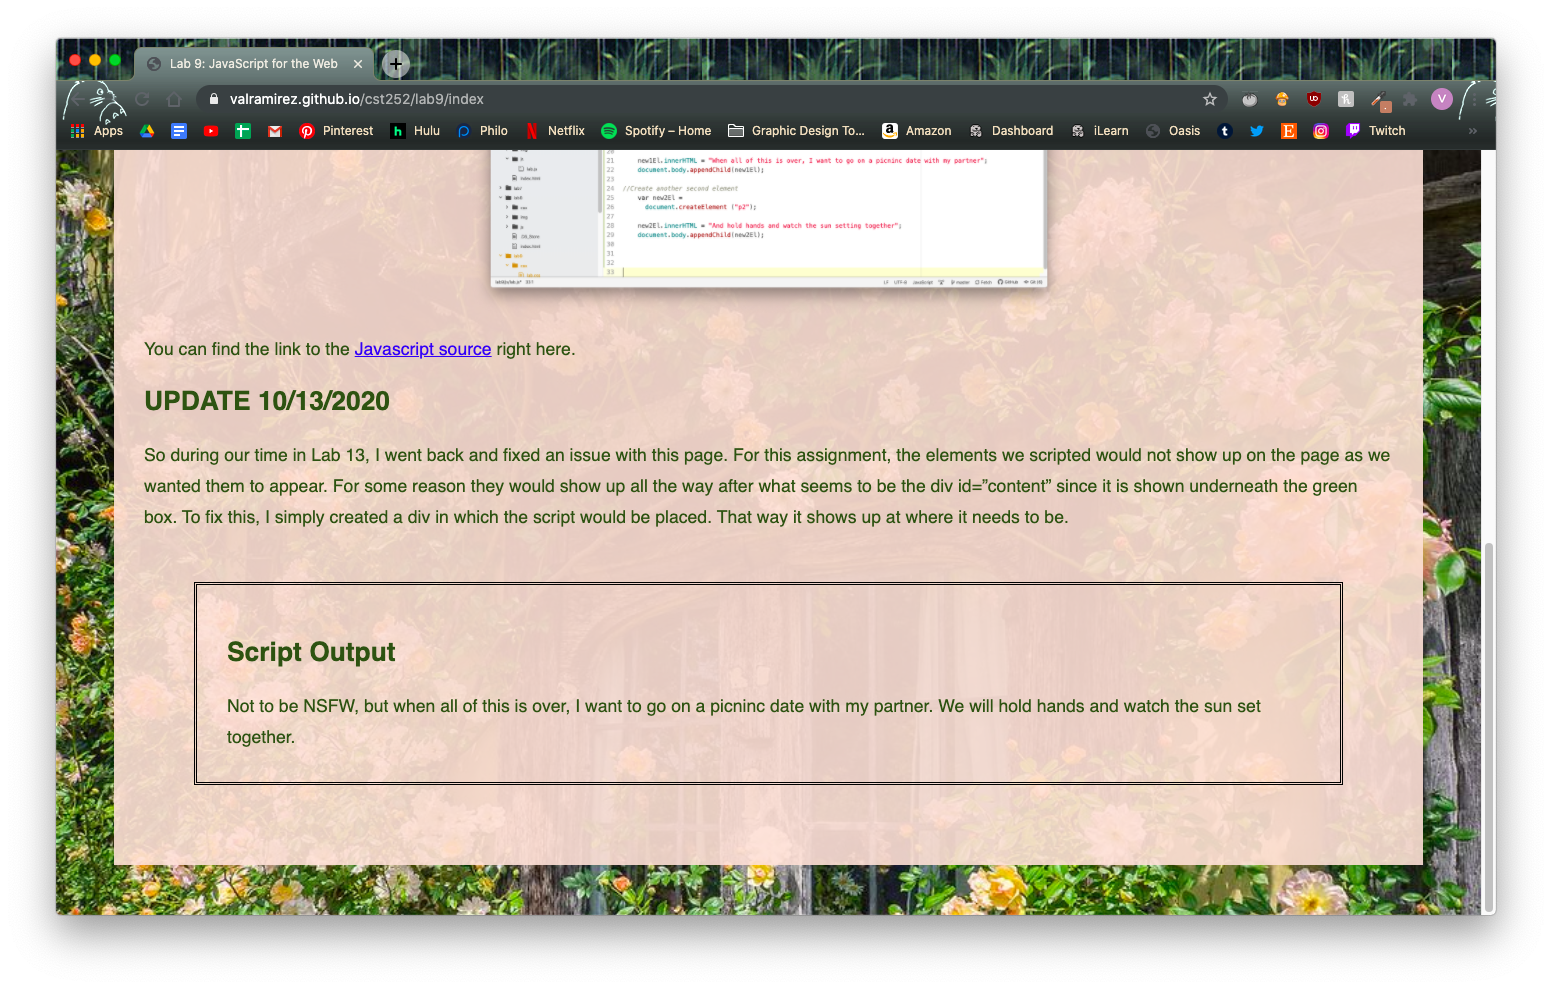 Lab 9: JavaScript for the Web
valramirez.github.io/cst252/lab9/index
V
Apps Pinterest Hulu Philo Netflix Spotify – Home Graphic Design To... Amazon Dashboard iLearn Oasis Twitch
21 new1El.innerHTML = "When all of this is over, I want to go on a picninc date with my partner";
22 document.body.appendChild(new1El);
23
24 //Create another second element
25 var new2El =
26 document.createElement ("p2");
27
28 new2El.innerHTML = "And hold hands and watch the sun setting together";
29 document.body.appendChild(new2El);
30
31
32
33
You can find the link to the Javascript source right here.
UPDATE 10/13/2020
So during our time in Lab 13, I went back and fixed an issue with this page. For this assignment, the elements we scripted would not show up on the page as we
wanted them to appear. For some reason they would show up all the way after what seems to be the div id=”content” since it is shown underneath the green
box. To fix this, I simply created a div in which the script would be placed. That way it shows up at where it needs to be.
Script Output
Not to be NSFW, but when all of this is over, I want to go on a picninc date with my partner. We will hold hands and watch the sun set
together.